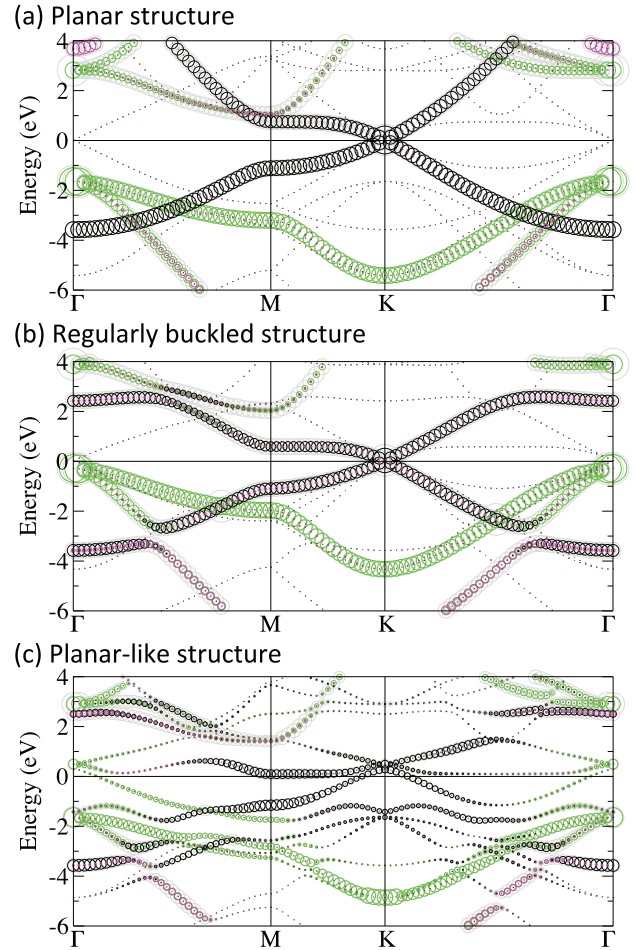 (a) Planar structure
4
2
0
-2
-4
-6
Energy (eV)
Γ M K Γ
(b) Regularly buckled structure
4
2
0
-2
-4
-6
Energy (eV)
Γ M K Γ
(c) Planar-like structure
4
2
0
-2
-4
-6
Energy (eV)
Γ M K Γ